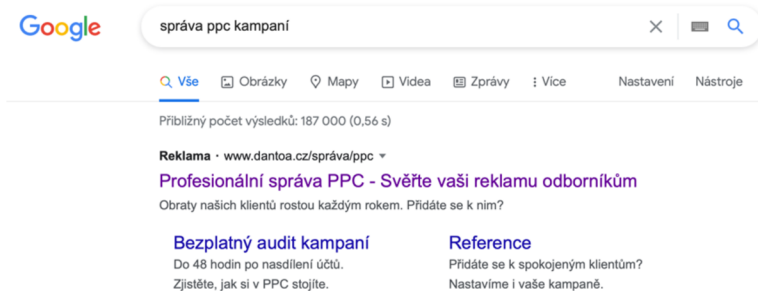 Google
správa ppc kampaní
Vše Obrázky Mapy Videa Zprávy Více Nastavení Nástroje
Přibližný počet výsledků: 187 000 (0,56 s)
Reklama · www.dantoa.cz/správa/ppc
Profesionální správa PPC - Svěřte vaši reklamu odborníkům
Obraty našich klientů rostou každým rokem. Přidáte se k nim?
Bezplatný audit kampaní
Do 48 hodin po nasdílení účtů.
Zjistěte, jak si v PPC stojíte.
Reference
Přidáte se k spokojeným klientům?
Nastavíme i vaše kampaně.